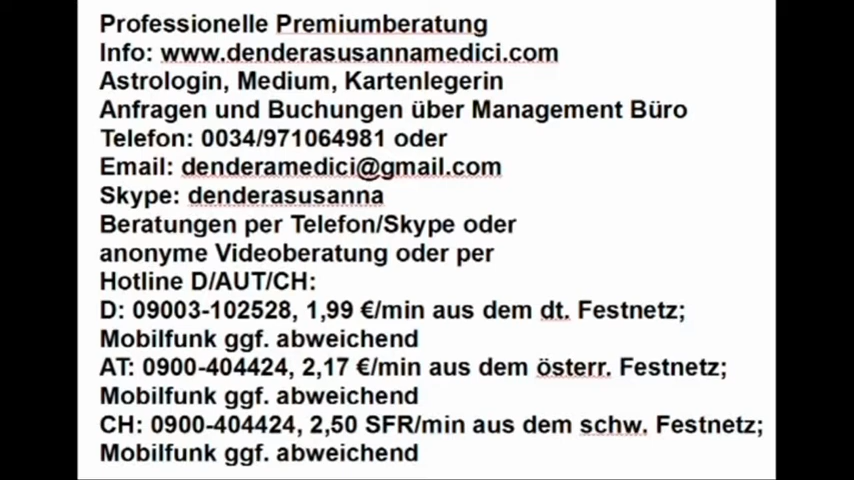 Professionelle Premiumberatung
Info: www.denderasusannamedici.com
Astrologin, Medium, Kartenlegerin
Anfragen und Buchungen über Management Büro
Telefon: 0034/971064981 oder
Email: denderamedici@gmail.com
Skype: denderasusanna
Beratungen per Telefon/Skype oder
anonyme Videoberatung oder per
Hotline D/AUT/CH:
D: 09003-102528, 1,99 €/min aus dem dt. Festnetz;
Mobilfunk ggf. abweichend
AT: 0900-404424, 2,17 €/min aus dem österr. Festnetz;
Mobilfunk ggf. abweichend
CH: 0900-404424, 2,50 SFR/min aus dem schw. Festnetz;
Mobilfunk ggf. abweichend